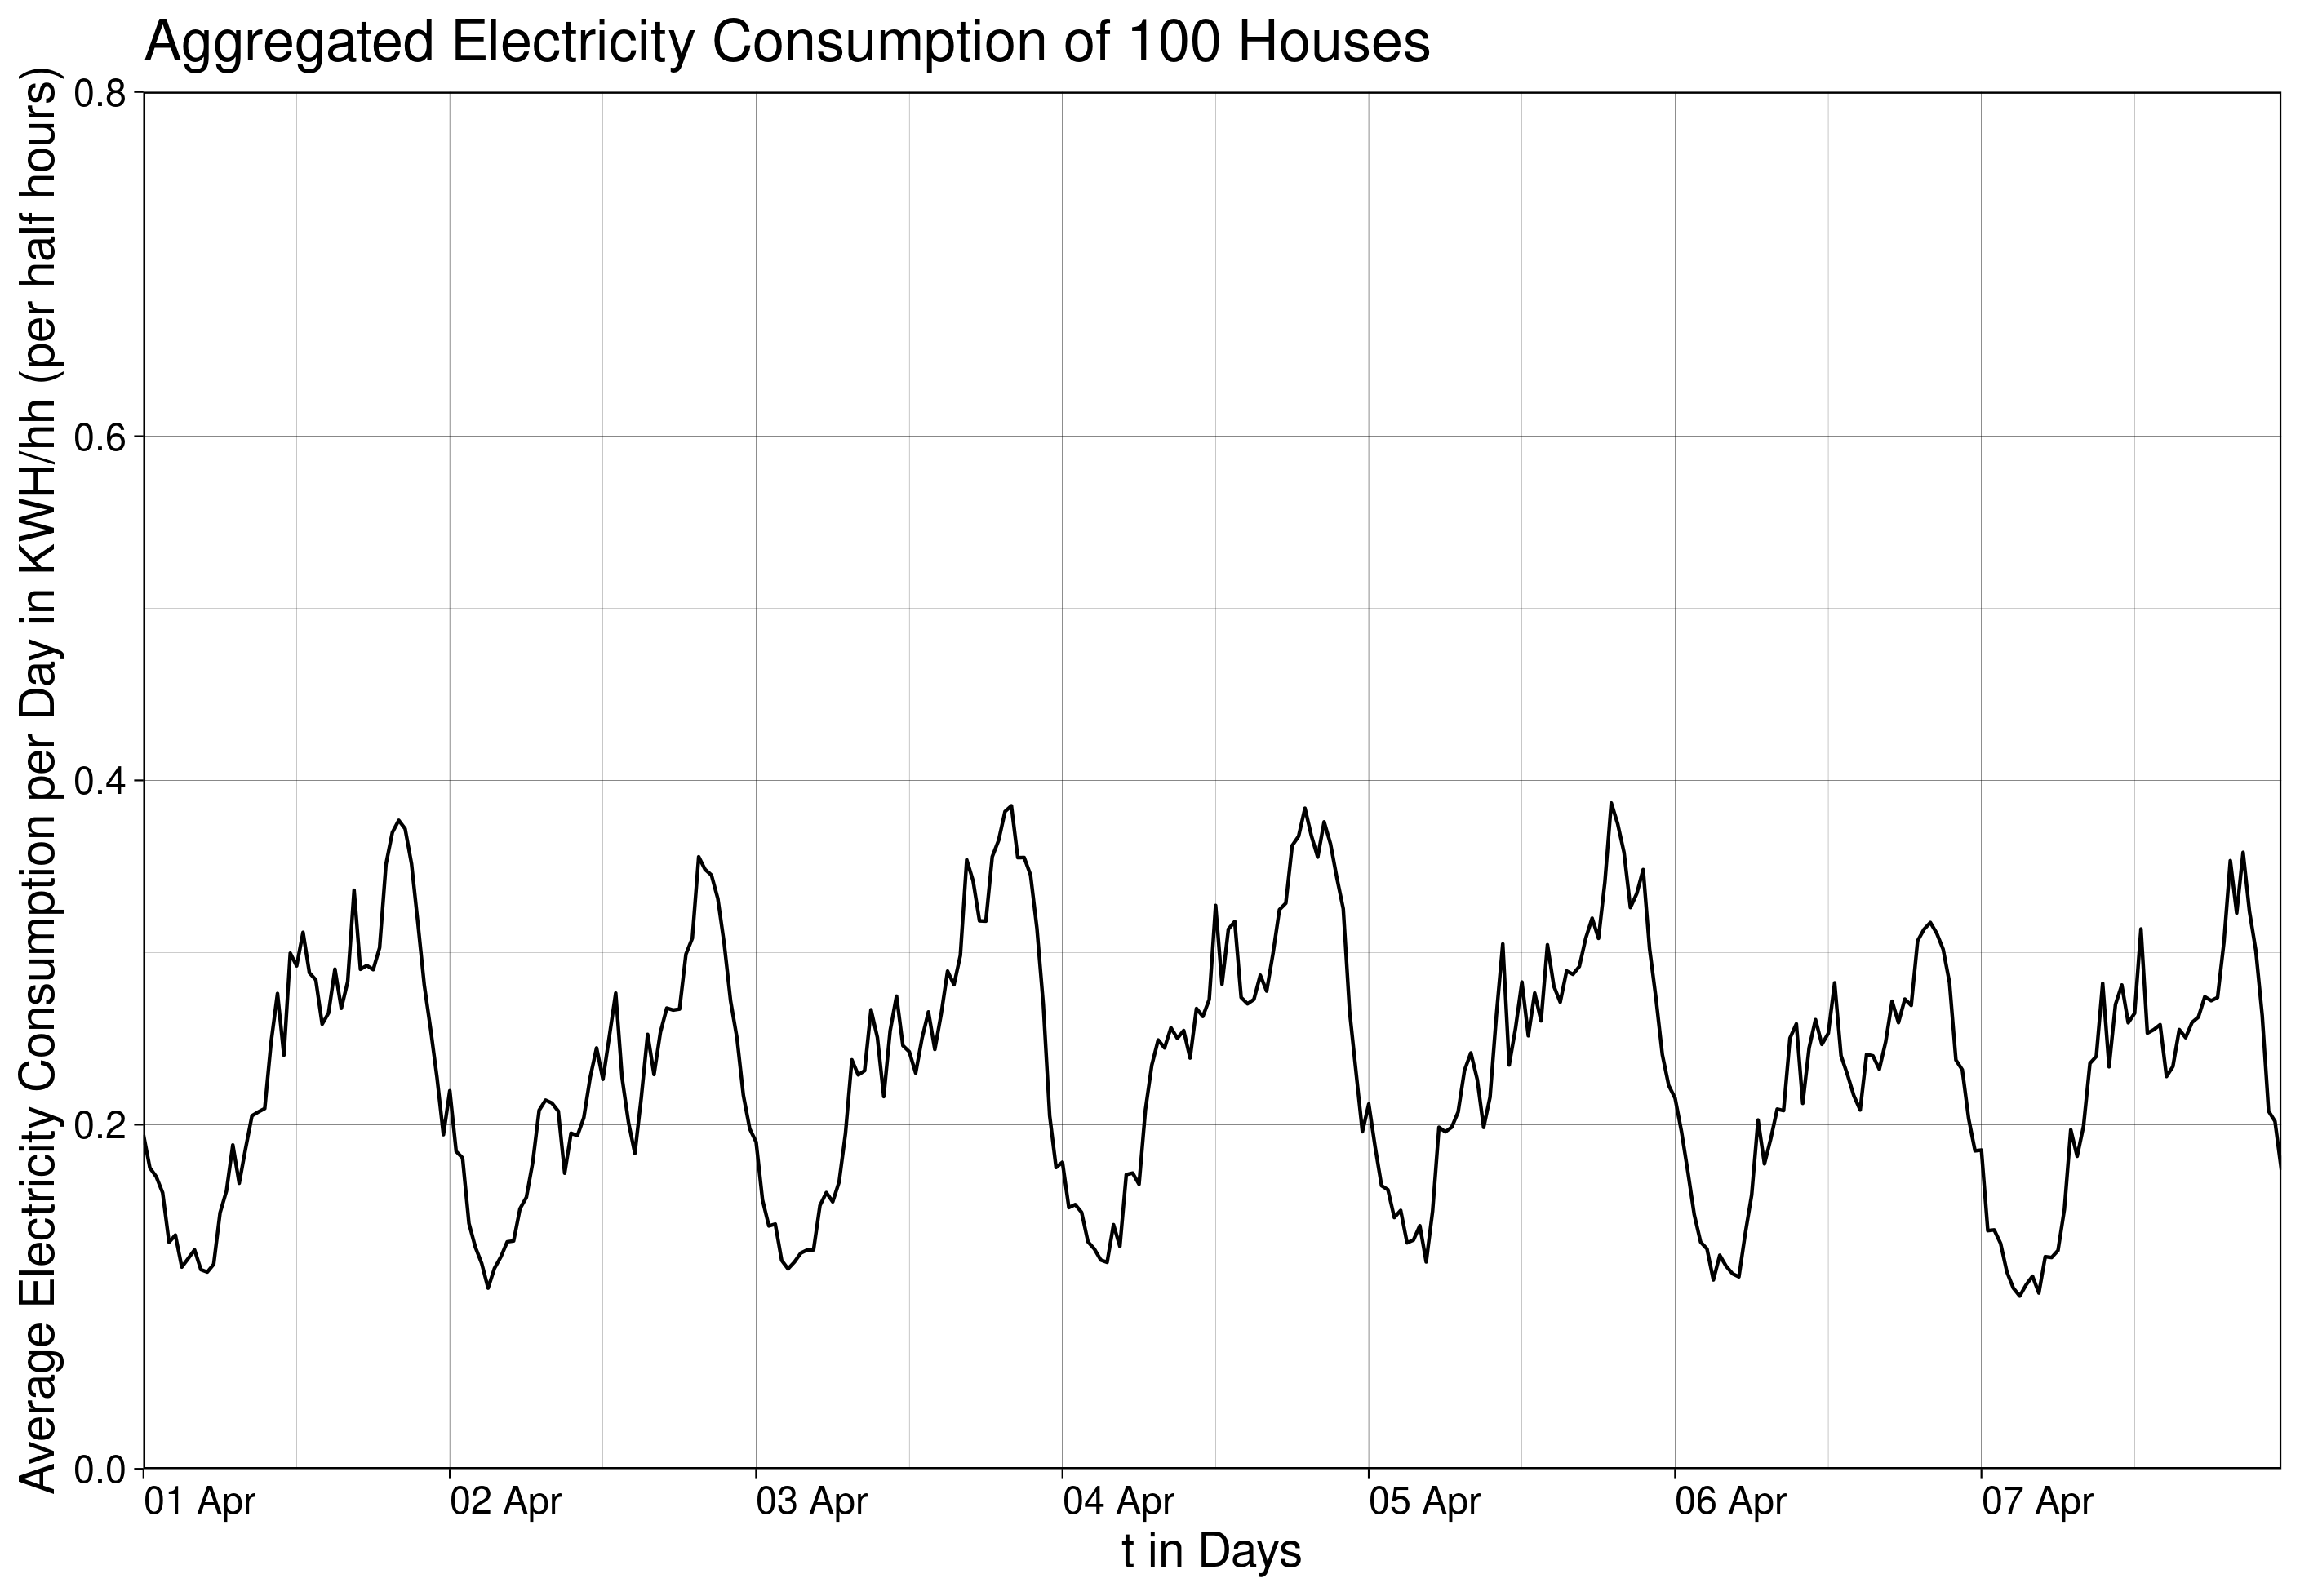 Aggregated Electricity Consumption of 100 Houses
Average Electricity Consumption per Day in KWH/hh (per half hours)
0.8
0.6
0.4
0.2
0.0
01 Apr
02 Apr
03 Apr
04 Apr
05 Apr
06 Apr
07 Apr
t in Days